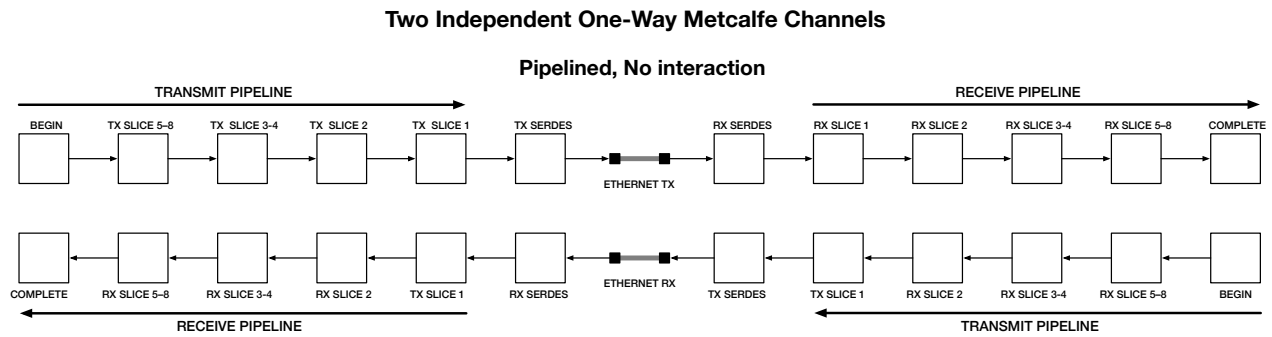 Two Independent One-Way Metcalfe Channels
Pipelined, No interaction
TRANSMIT PIPELINE
RECEIVE PIPELINE
BEGIN TX SLICE 5–8 TX SLICE 3-4 TX SLICE 2 TX SLICE 1 TX SERDES RX SERDES RX SLICE 1 RX SLICE 2 RX SLICE 3-4 RX SLICE 5–8 COMPLETE
ETHERNET TX
ETHERNET RX
COMPLETE RX SLICE 5–8 RX SLICE 3-4 RX SLICE 2 TX SLICE 1 RX SERDES TX SERDES TX SLICE 1 RX SLICE 2 RX SLICE 3-4 RX SLICE 5–8 BEGIN
RECEIVE PIPELINE
TRANSMIT PIPELINE